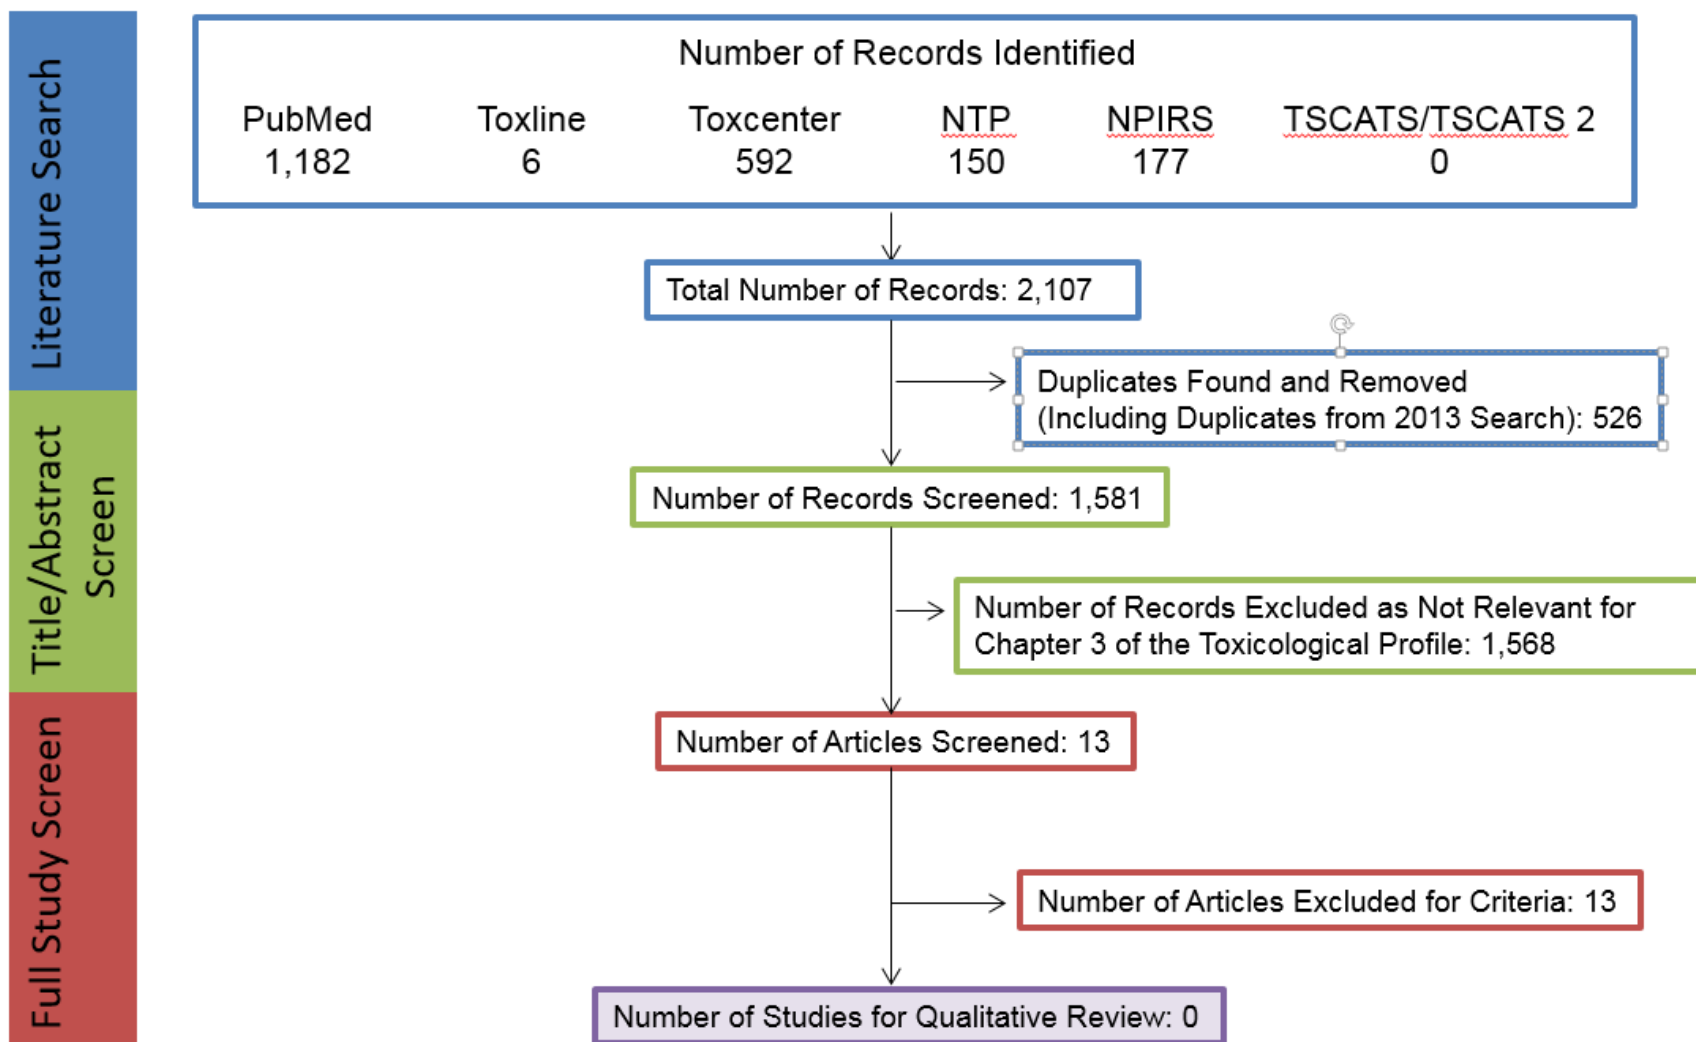 Literature Search
Number of Records Identified
PubMed Toxline Toxcenter NTP NPIRS TSCATS/TSCATS 2
1,182 6 592 150 177 0
Total Number of Records: 2,107
Duplicates Found and Removed
(Including Duplicates from 2013 Search): 526
Title/Abstract
Screen
Number of Records Screened: 1,581
Number of Records Excluded as Not Relevant for
Chapter 3 of the Toxicological Profile: 1,568
Full Study Screen
Number of Articles Screened: 13
Number of Articles Excluded for Criteria: 13
Number of Studies for Qualitative Review: 0